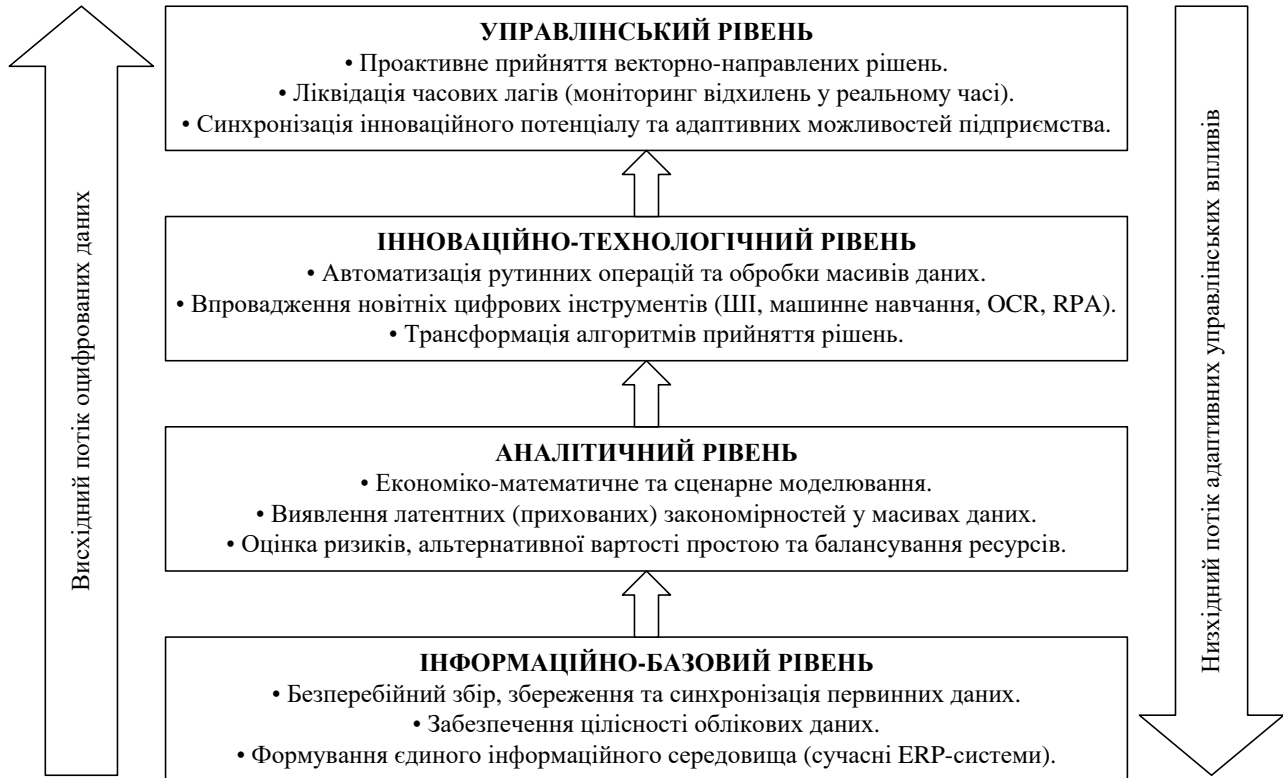 Висхідний потік оцифрованих даних
УПРАВЛІНСЬКИЙ РІВЕНЬ
• Проактивне прийняття векторно-направлених рішень.
• Ліквідація часових лагів (моніторинг відхилень у реальному часі).
• Синхронізація інноваційного потенціалу та адаптивних можливостей підприємства.
ІННОВАЦІЙНО-ТЕХНОЛОГІЧНИЙ РІВЕНЬ
• Автоматизація рутинних операцій та обробки масивів даних.
• Впровадження новітніх цифрових інструментів (ШІ, машинне навчання, OCR, RPA).
• Трансформація алгоритмів прийняття рішень.
АНАЛІТИЧНИЙ РІВЕНЬ
• Економіко-математичне та сценарне моделювання.
• Виявлення латентних (прихованих) закономірностей у масивах даних.
• Оцінка ризиків, альтернативної вартості простою та балансування ресурсів.
ІНФОРМАЦІЙНО-БАЗОВИЙ РІВЕНЬ
• Безперебійний збір, збереження та синхронізація первинних даних.
• Забезпечення цілісності облікових даних.
• Формування єдиного інформаційного середовища (сучасні ERP-системи).
Низхідний потік адаптивних управлінських впливів